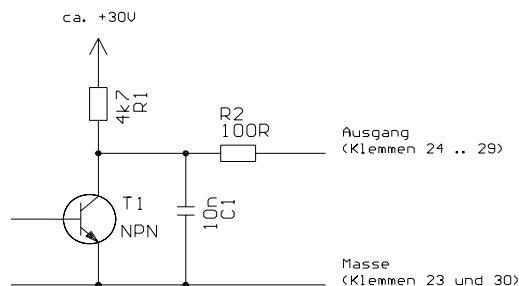 ca. +30V
4k7
R1
R2
100R
Ausgang
(Klemmen 24 .. 29)
T1
NPN
10n
C1
Masse
(Klemmen 23 und 30)